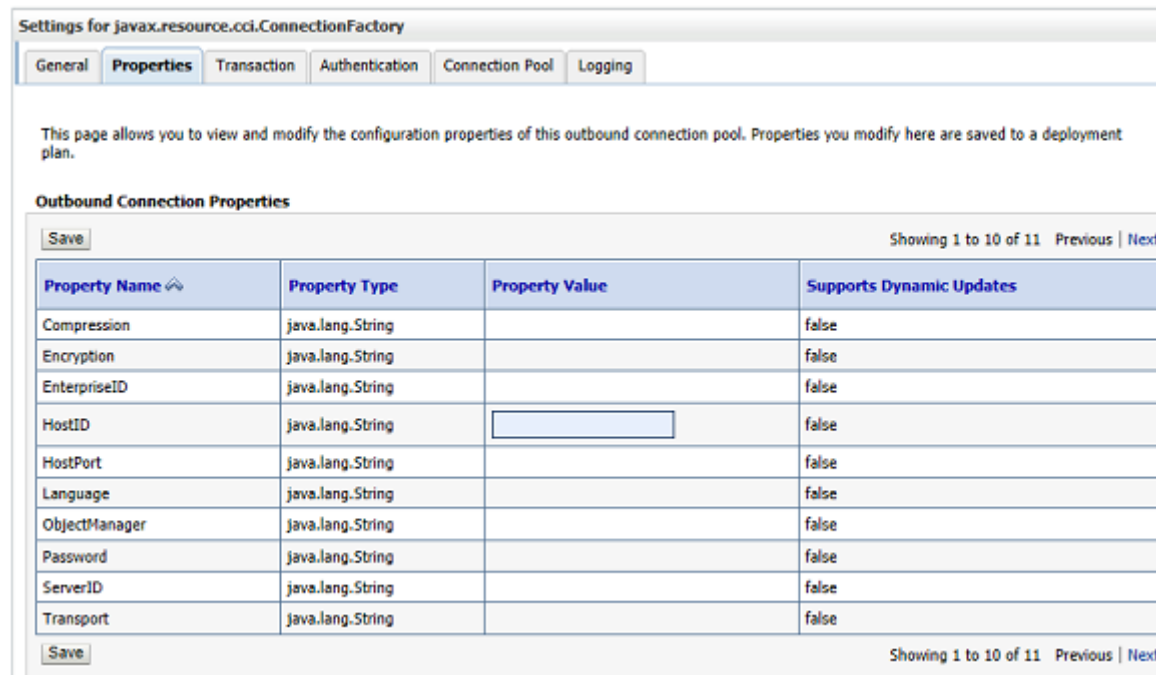 Settings for javax.resource.cci.ConnectionFactory
General Properties Transaction Authentication Connection Pool Logging
This page allows you to view and modify the configuration properties of this outbound connection pool. Properties you modify here are saved to a deployment
plan.
Outbound Connection Properties
Save Showing 1 to 10 of 11 Previous | Next
Property Name Property Type Property Value Supports Dynamic Updates
Compression java.lang.String false
Encryption java.lang.String false
EnterpriseID java.lang.String false
HostID java.lang.String false
HostPort java.lang.String false
Language java.lang.String false
ObjectManager java.lang.String false
Password java.lang.String false
ServerID java.lang.String false
Transport java.lang.String false
Save Showing 1 to 10 of 11 Previous | Next